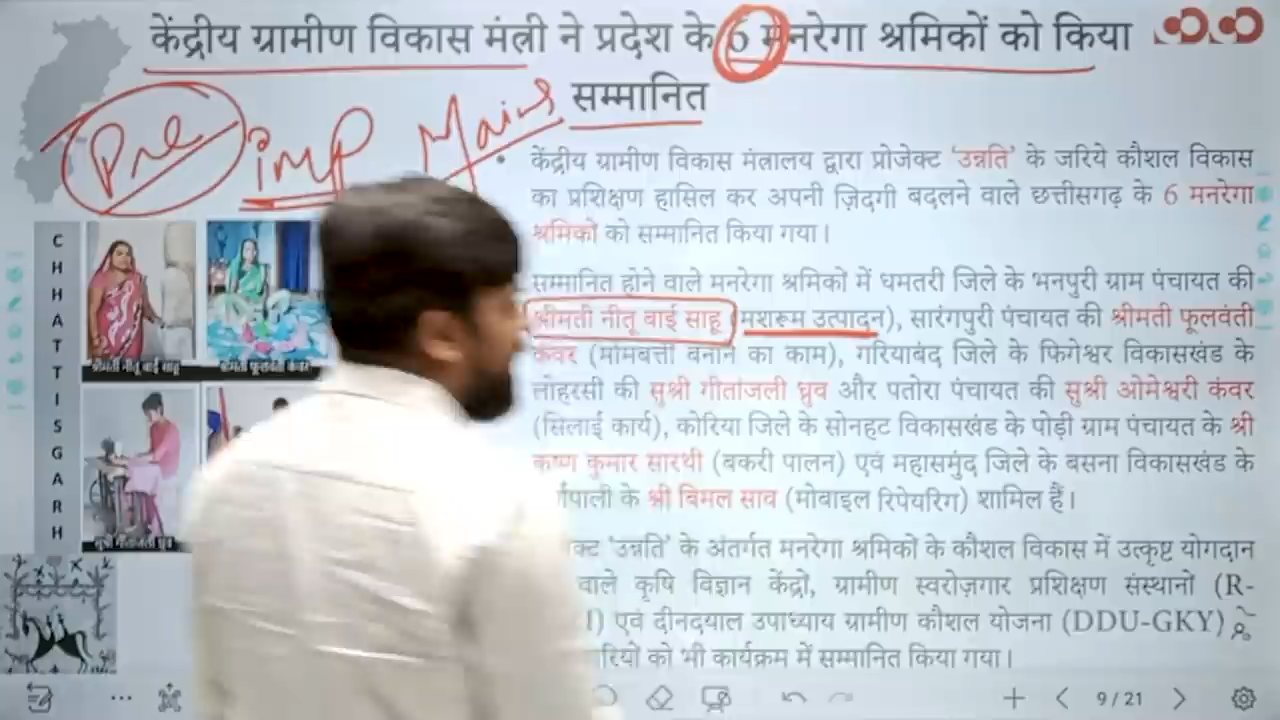 केंद्रीय ग्रामीण विकास मंत्री ने प्रदेश के 6 मनरेगा श्रमिकों को किया
सम्मानित
Pre imp Mains
केंद्रीय ग्रामीण विकास मंत्रालय द्वारा प्रोजेक्ट 'उन्नति' के जरिये कौशल विकास
का प्रशिक्षण हासिल कर अपनी ज़िदगी बदलने वाले छत्तीसगढ़ के 6 मनरेगा
श्रमिकों को सम्मानित किया गया।
सम्मानित होने वाले मनरेगा श्रमिकों में धमतरी जिले के भनपुरी ग्राम पंचायत की
श्रीमती नीतू बाई साहू (मशरूम उत्पादन), सारंगपुरी पंचायत की श्रीमती फूलवंती
कंवर (मोमबत्ती बनाने का काम), गरियाबंद जिले के फिगेश्वर विकासखंड के
लोहरसी की सुश्री गीतांजली ध्रुव और पतोरा पंचायत की सुश्री ओमेश्वरी कंवर
(सिलाई कार्य), कोरिया जिले के सोनहट विकासखंड के पोड़ी ग्राम पंचायत के श्री
कृष्ण कुमार सारथी (बकरी पालन) एवं महासमुंद जिले के बसना विकासखंड के
के श्री बिमल साव (मोबाइल रिपेयरिग) शामिल हैं।
'उन्नति' के अंतर्गत मनरेगा श्रमिकों के कौशल विकास में उत्कृष्ट योगदान
वाले कृषि विज्ञान केंद्रों, ग्रामीण स्वरोज़गार प्रशिक्षण संस्थानों (R-
एवं दीनदयाल उपाध्याय ग्रामीण कौशल योजना (DDU-GKY)
को भी कार्यक्रम में सम्मानित किया गया।
CHHATTISGARH
श्रीमती नीतू बाई साहू
श्रीमती फूलवंती कंवर
9 / 21